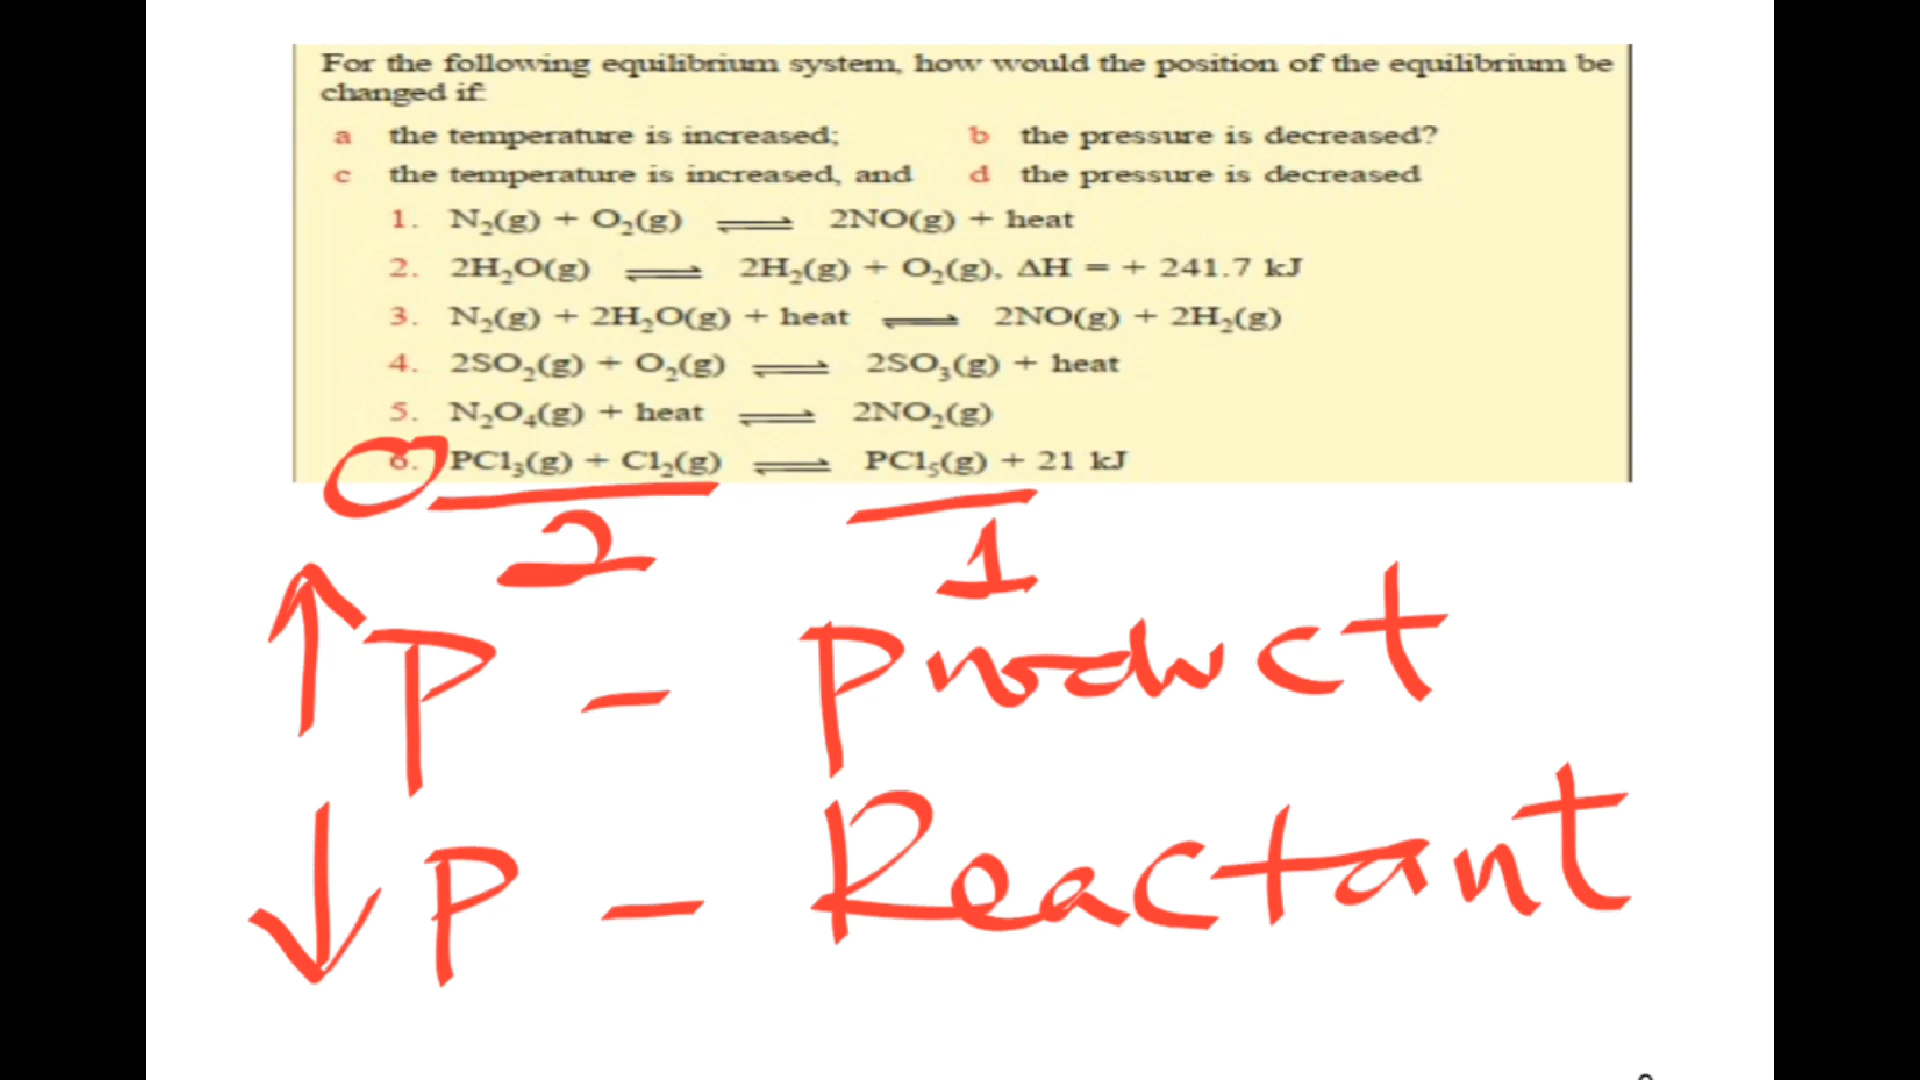 For the following equilibrium system, how would the position of the equilibrium be
changed if:
a the temperature is increased; b the pressure is decreased?
c the temperature is increased, and d the pressure is decreased
1. N₂(g) + O₂(g) ⇌ 2NO(g) + heat
2. 2H₂O(g) ⇌ 2H₂(g) + O₂(g), ΔH = + 241.7 kJ
3. N₂(g) + 2H₂O(g) + heat ⇌ 2NO(g) + 2H₂(g)
4. 2SO₂(g) + O₂(g) ⇌ 2SO₃(g) + heat
5. N₂O₄(g) + heat ⇌ 2NO₂(g)
6. PCl₃(g) + Cl₂(g) ⇌ PCl₅(g) + 21 kJ
2 1
↑ P - product
↓ P - Reactant